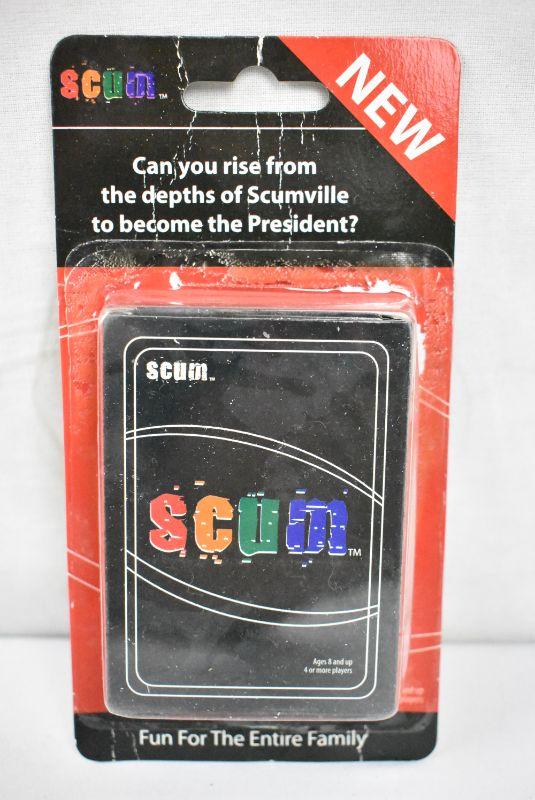 scum™
NEW
Can you rise from
the depths of Scumville
to become the President?
scum™
scum™
Ages 8 and up
4 or more players
Fun For The Entire Family